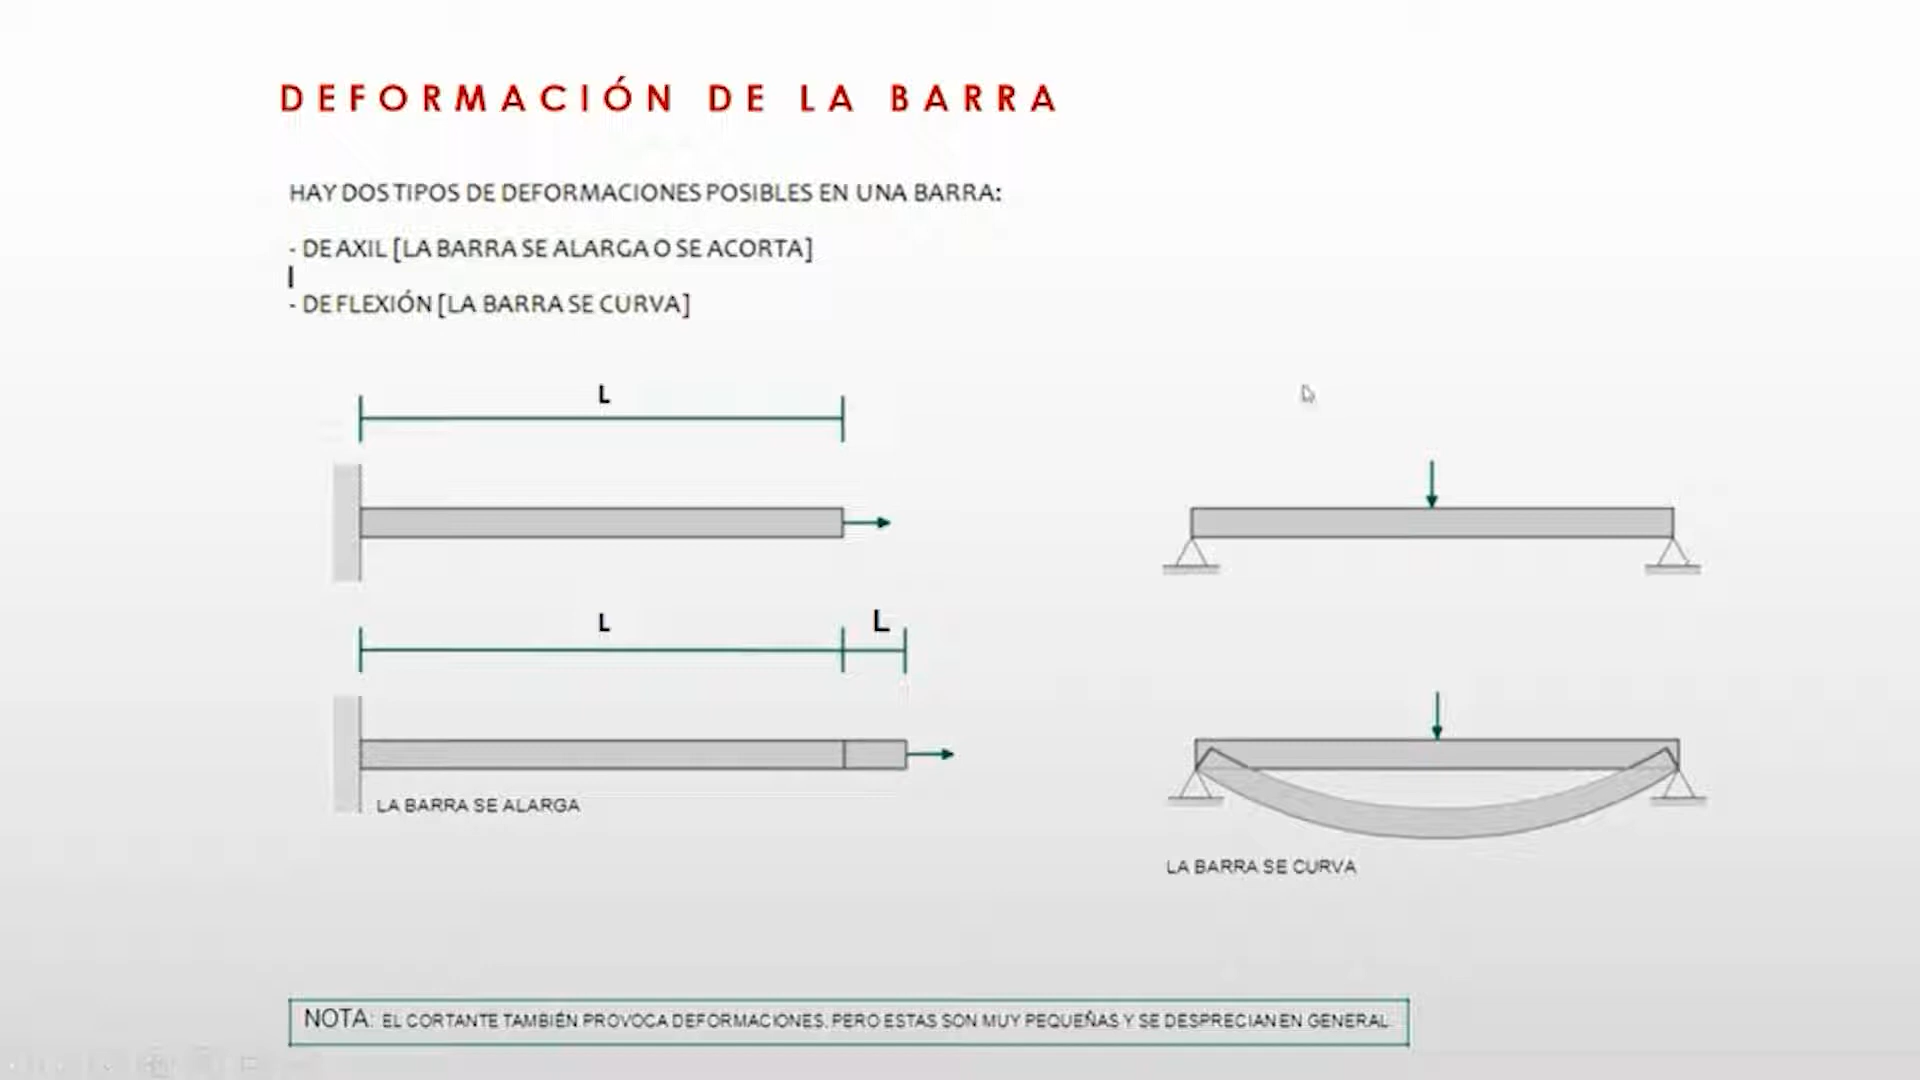 DEFORMACIÓN DE LA BARRA
HAY DOS TIPOS DE DEFORMACIONES POSIBLES EN UNA BARRA:
- DE AXIL [LA BARRA SE ALARGA O SE ACORTA]
- DE FLEXIÓN [LA BARRA SE CURVA]
L
L
L
LA BARRA SE ALARGA
LA BARRA SE CURVA
NOTA: EL CORTANTE TAMBIÉN PROVOCA DEFORMACIONES, PERO ESTAS SON MUY PEQUEÑAS Y SE DESPRECIAN EN GENERAL